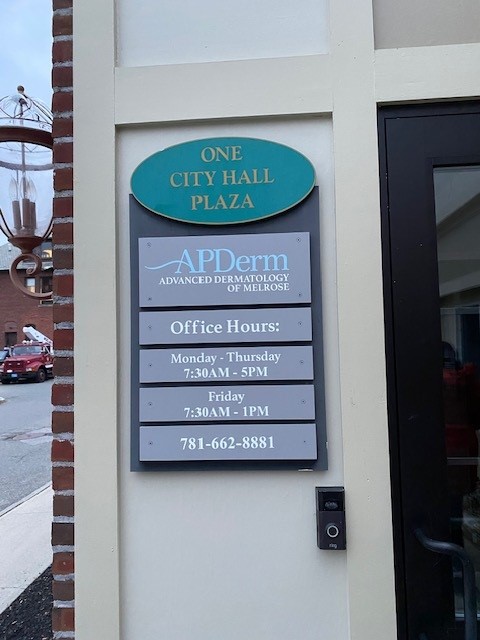 ONE
CITY HALL
PLAZA
APDerm
ADVANCED DERMATOLOGY
OF MELROSE
Office Hours:
Monday - Thursday
7:30AM - 5PM
Friday
7:30AM - 1PM
781-662-8881
ring